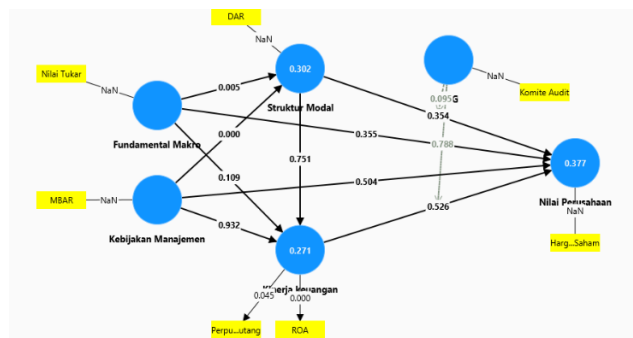 DAR
NaN
0.302
Struktur Modal
Nilai Tukar
NaN
0.005
NaN
Komite Audit
0.095
G
0.354
Fundamental Makro
0.000
0.355
0.788
0.751
0.377
Nilai Perusahaan
0.109
0.504
MBAR
NaN
Kebijakan Manajemen
0.932
0.526
NaN
Harg...Saham
0.271
Kinerja keuangan
0.045
0.000
Perpu...utang
ROA